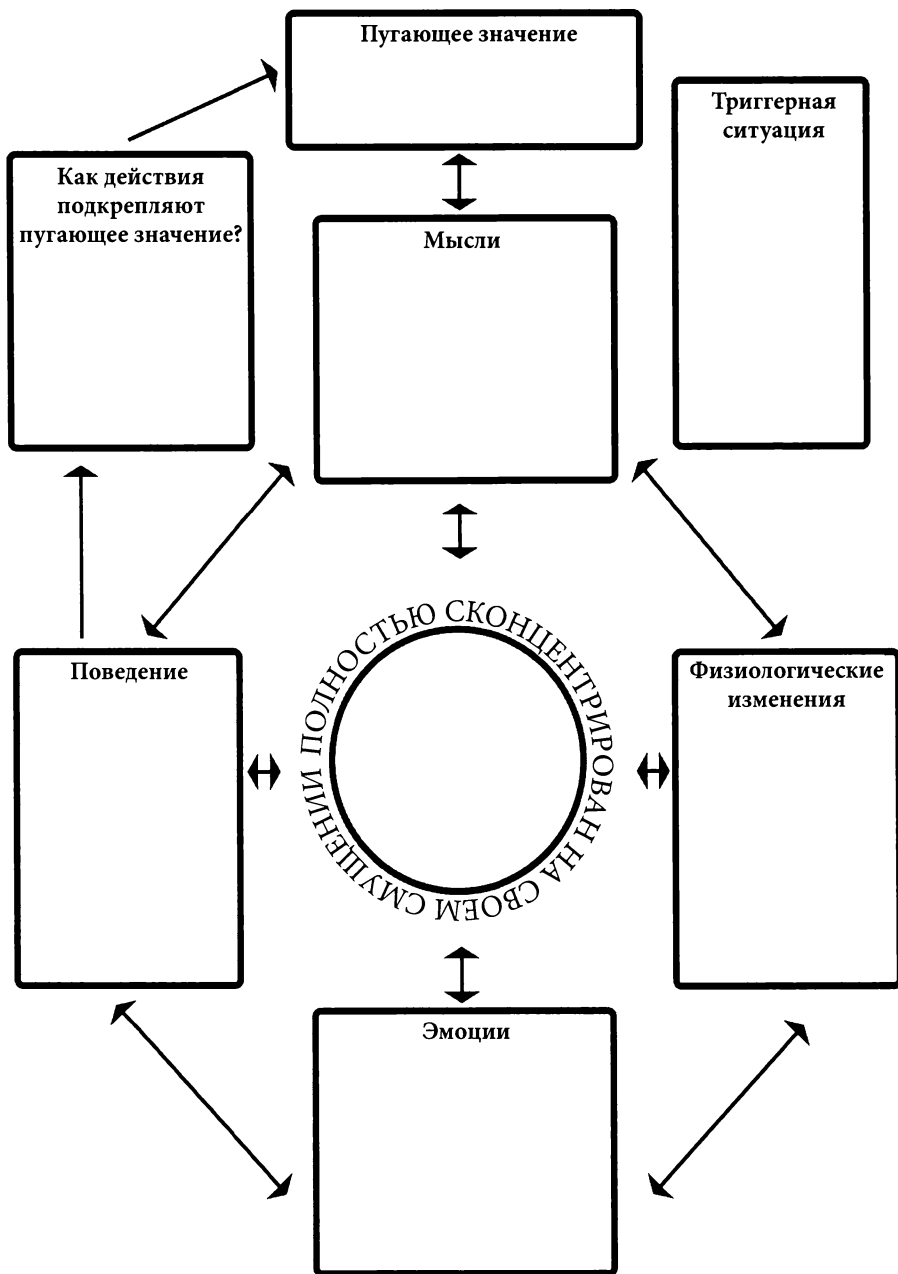 Пугающее значение
Триггерная
ситуация
Как действия
подкрепляют
пугающее значение?
Мысли
ПОЛНОСТЬЮ СКОНЦЕНТРИРОВАН НА СВОЕМ СМУЩЕНИИ
Поведение
Физиологические
изменения
Эмоции